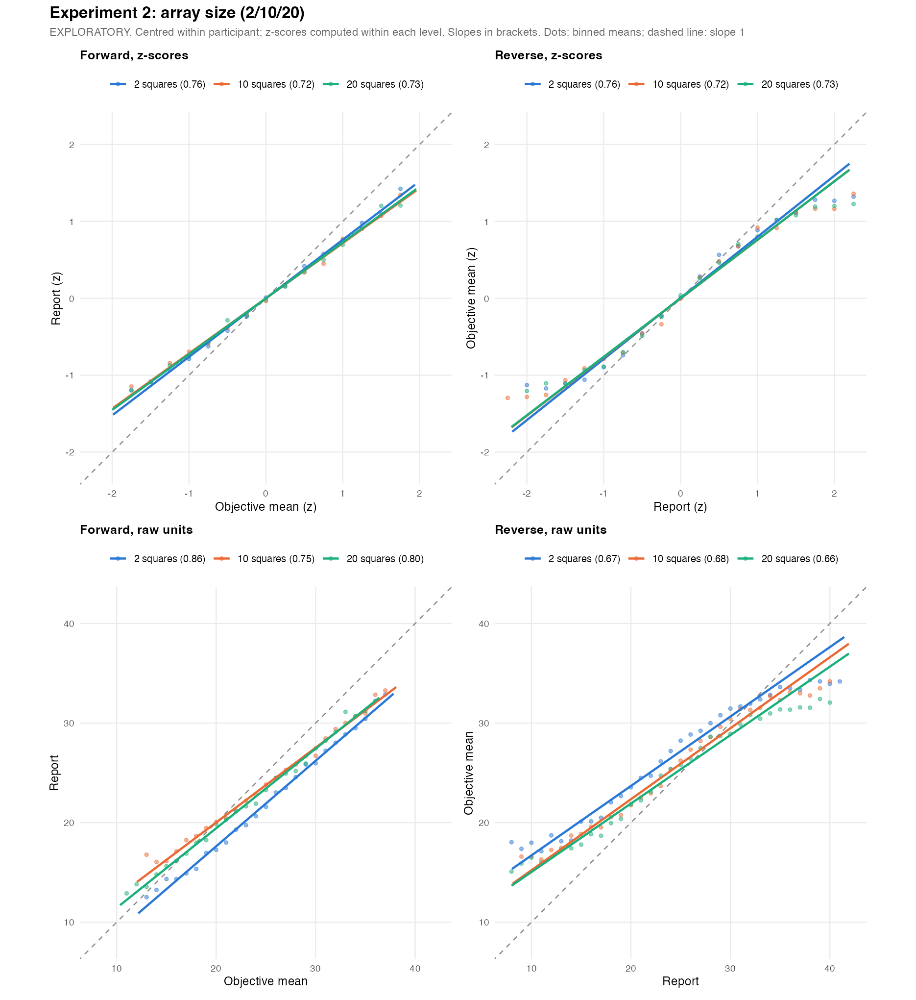 Experiment 2: array size (2/10/20)
EXPLORATORY. Centred within participant; z-scores computed within each level. Slopes in brackets. Dots: binned means; dashed line: slope 1
Forward, z-scores
2 squares (0.76) 10 squares (0.72) 20 squares (0.73)
Report (z)
2
1
0
-1
-2
-2 -1 0 1 2
Objective mean (z)
Reverse, z-scores
2 squares (0.76) 10 squares (0.72) 20 squares (0.73)
Objective mean (z)
2
1
0
-1
-2
-2 -1 0 1 2
Report (z)
Forward, raw units
2 squares (0.86) 10 squares (0.75) 20 squares (0.80)
Report
40
30
20
10
10 20 30 40
Objective mean
Reverse, raw units
2 squares (0.67) 10 squares (0.68) 20 squares (0.66)
Objective mean
40
30
20
10
10 20 30 40
Report